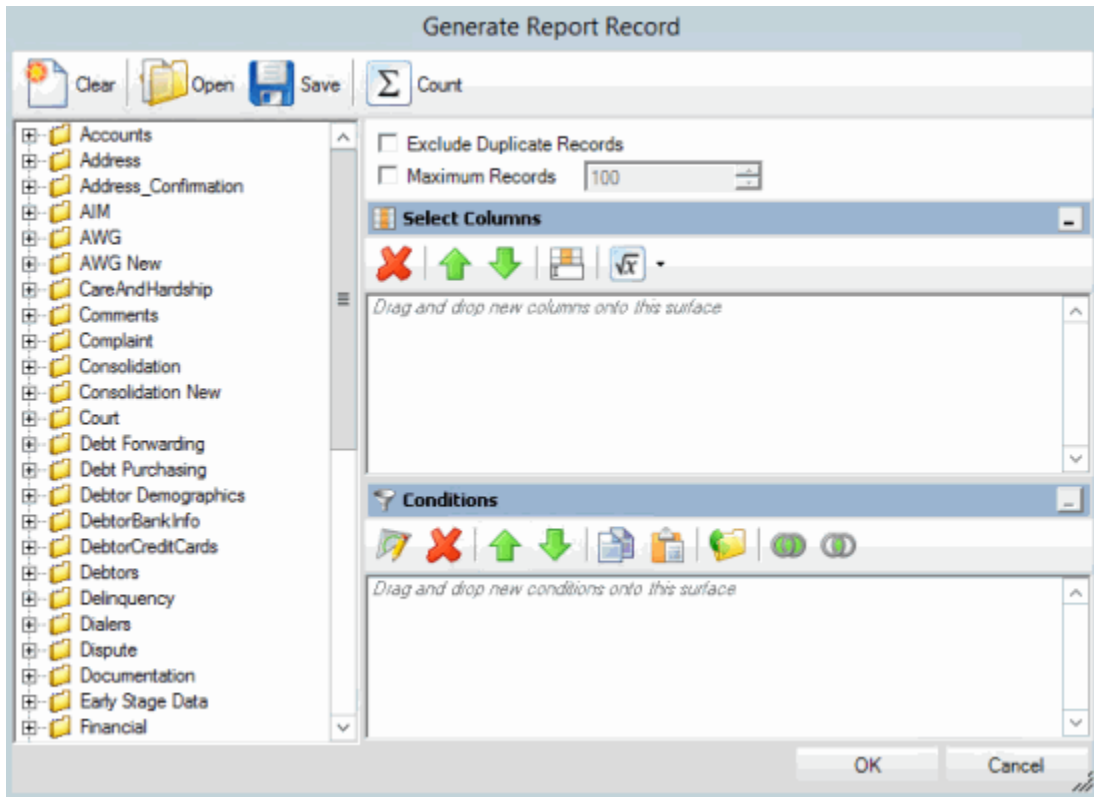 Generate Report Record
Clear Open Save Σ Count
Accounts
Address
Address_Confirmation
AIM
AWG
AWG New
CareAndHardship
Comments
Complaint
Consolidation
Consolidation New
Court
Debt Forwarding
Debt Purchasing
Debtor Demographics
DebtorBankInfo
DebtorCreditCards
Debtors
Delinquency
Dialers
Dispute
Documentation
Early Stage Data
Financial
Exclude Duplicate Records
Maximum Records 100
Select Columns
√x
Drag and drop new columns onto this surface
Conditions
Drag and drop new conditions onto this surface
OK Cancel